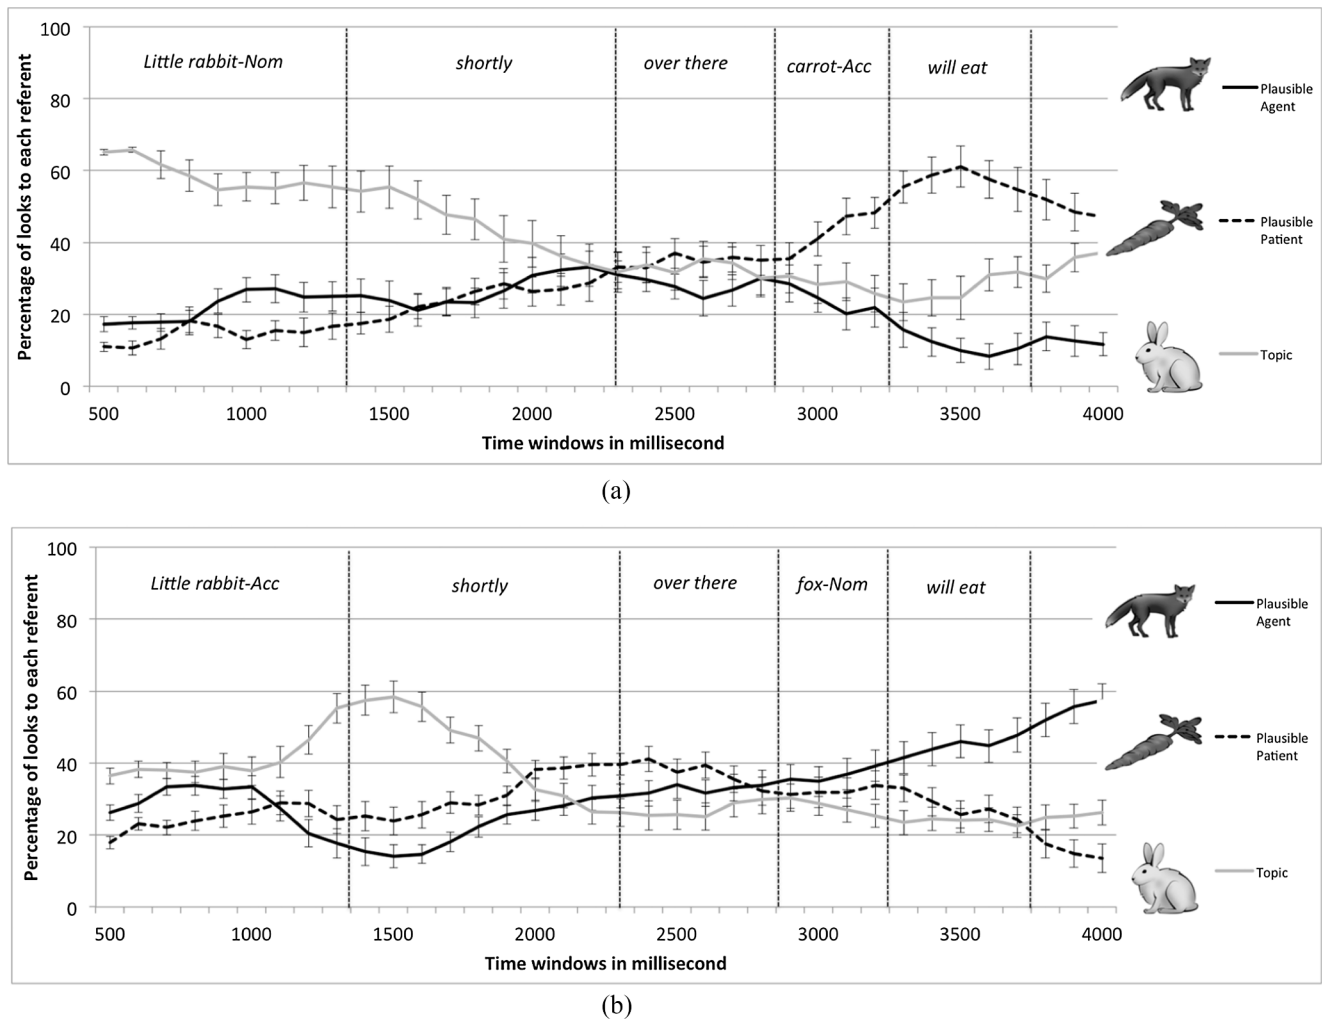 100
80
60
40
20
0
Percentage of looks to each referent
Little rabbit-Nom
shortly
over there
carrot-Acc
will eat
Plausible
Agent
Plausible
Patient
Topic
500 1000 1500 2000 2500 3000 3500 4000
Time windows in millisecond
(a)
100
80
60
40
20
0
Percentage of looks to each referent
Little rabbit-Acc
shortly
over there
fox-Nom
will eat
Plausible
Agent
Plausible
Patient
Topic
500 1000 1500 2000 2500 3000 3500 4000
Time windows in millisecond
(b)